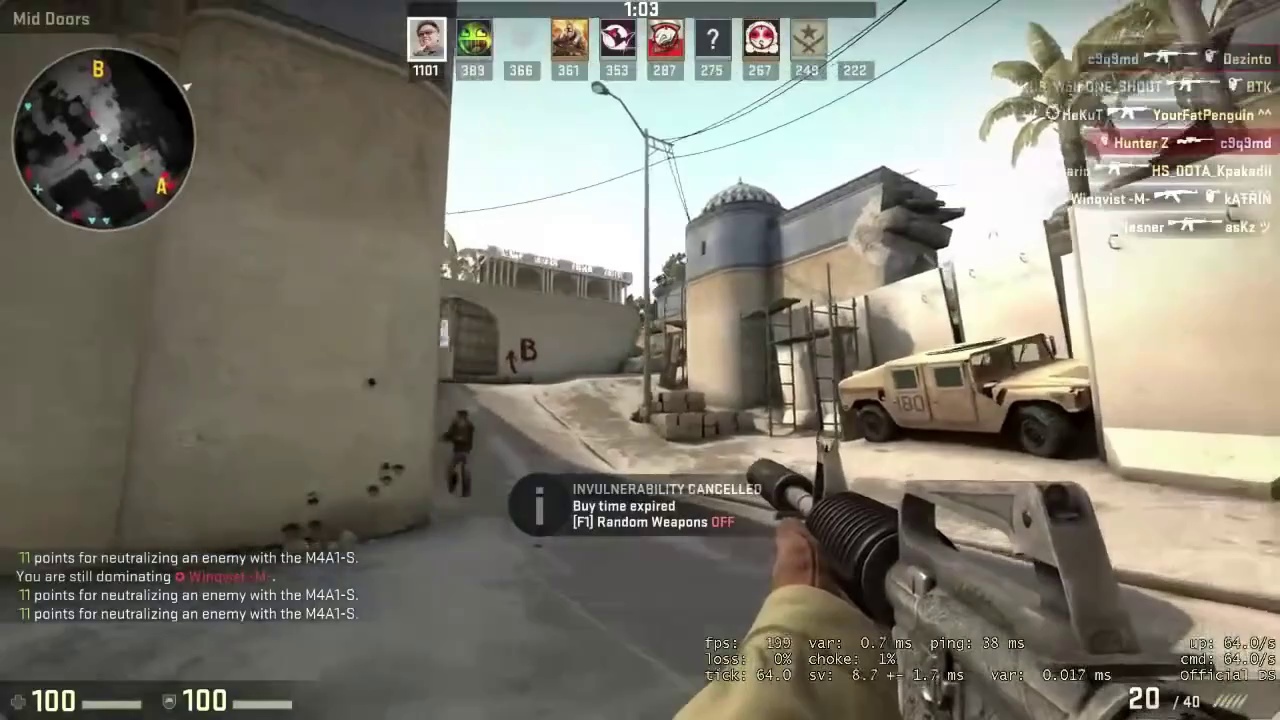 Mid Doors
1:03
?
1101 383 366 361 353 287 275 267 249 222
B
A
c9q9md Dezinto
BTK
HeKuT YourFatPenguin ^^
Hunter Z c9q9md
HS_DOTA_Kpakadil
Winqvist -M- kĄŦŘĪŇ
asKz ツ
B
180
INVULNERABILITY CANCELLED
Buy time expired
[F1] Random Weapons OFF
11 points for neutralizing an enemy with the M4A1-S.
You are still dominating Winqvist -M- .
11 points for neutralizing an enemy with the M4A1-S.
11 points for neutralizing an enemy with the M4A1-S.
fps: 199 var: 0.7 ms ping: 38 ms up: 64.0/s
loss: 0% choke: 1% cmd: 64.0/s
tick: 64.0 sv: 8.7 +- 1.7 ms var: 0.017 ms Official DS
100 100 20 / 40